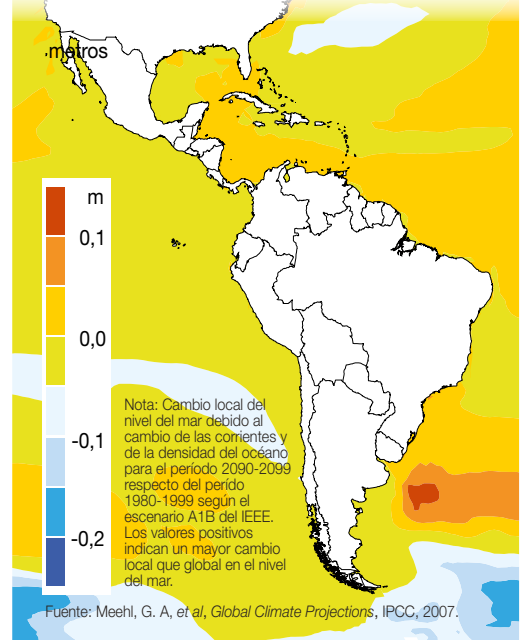 metros
m
0,1
0,0
-0,1
-0,2
Nota: Cambio local del
nivel del mar debido al
cambio de las corrientes y
de la densidad del océano
para el período 2090-2099
respecto del perído
1980-1999 según el
escenario A1B del IEEE.
Los valores positivos
indican un mayor cambio
local que global en el nivel
del mar.
Fuente: Meehl, G. A, et al, Global Climate Projections, IPCC, 2007.